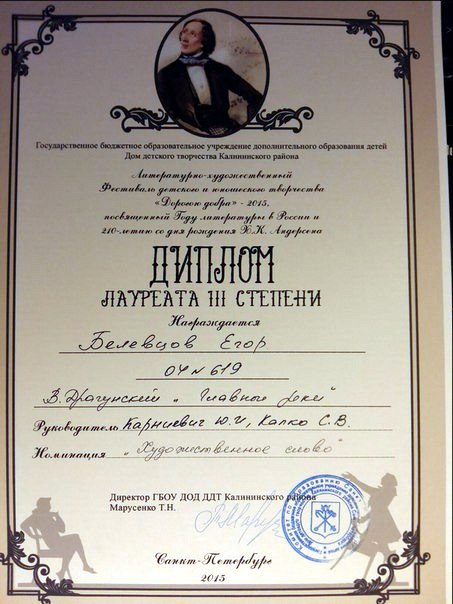 Государственное бюджетное образовательное учреждение дополнительного образования детей
Дом детского творчества Калининского района
Литературно-художественный
Фестиваль детского и юношеского творчества
«Дорогою добра» - 2015,
посвященный Году литературы в России и
210-летию со дня рождения Х.К. Андерсена
ДИПЛОМ
ЛАУРЕАТА III СТЕПЕНИ
Награждается
Белевцов Егор
ОУ № 619
В. Драгунский „Главные реки"
Руководитель Карниевич Ю.И, Калко С.В.
Номинация „Художественное слово"
Директор ГБОУ ДОД ДДТ Калининского района
Марусенко Т.Н.
Санкт-Петербург
2015